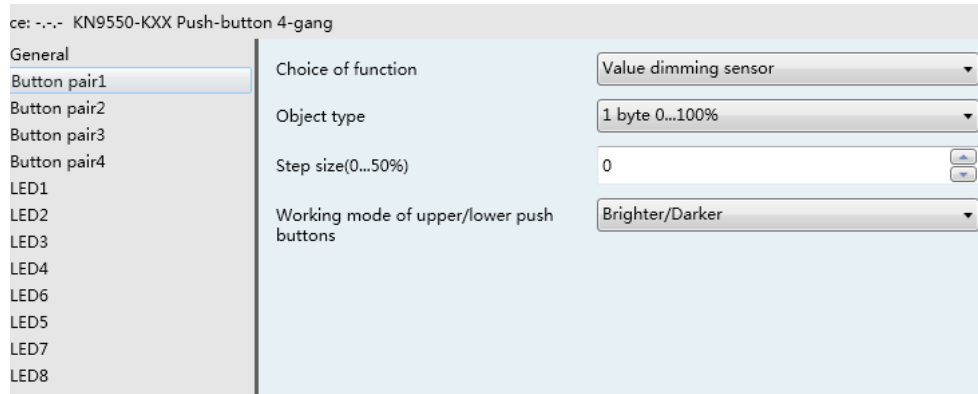 ce: -.-.- KN9550-KXX Push-button 4-gang
General
Button pair1
Button pair2
Button pair3
Button pair4
LED1
LED2
LED3
LED4
LED6
LED5
LED7
LED8
Choice of function
Value dimming sensor
Object type
1 byte 0...100%
Step size(0...50%)
0
Working mode of upper/lower push
buttons
Brighter/Darker